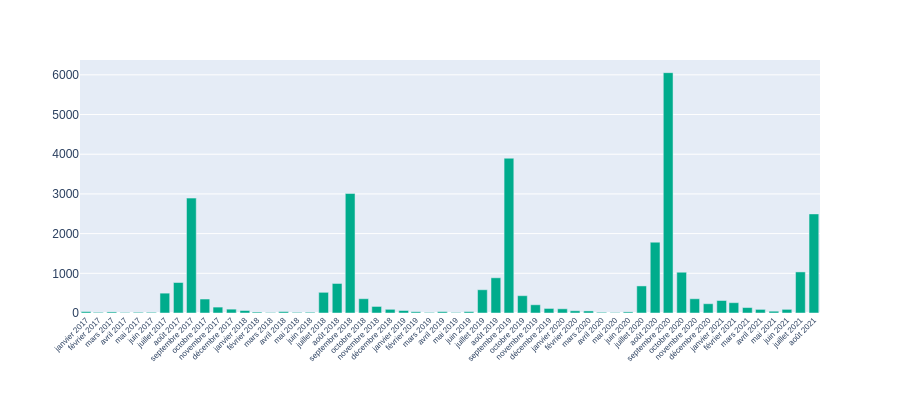 6000
5000
4000
3000
2000
1000
0
janvier 2017
février 2017
mars 2017
avril 2017
mai 2017
juin 2017
juillet 2017
août 2017
septembre 2017
octobre 2017
novembre 2017
décembre 2017
janvier 2018
février 2018
mars 2018
avril 2018
mai 2018
juin 2018
juillet 2018
août 2018
septembre 2018
octobre 2018
novembre 2018
décembre 2018
janvier 2019
février 2019
mars 2019
avril 2019
mai 2019
juin 2019
juillet 2019
août 2019
septembre 2019
octobre 2019
novembre 2019
décembre 2019
janvier 2020
février 2020
mars 2020
avril 2020
mai 2020
juin 2020
juillet 2020
août 2020
septembre 2020
octobre 2020
novembre 2020
décembre 2020
janvier 2021
février 2021
mars 2021
avril 2021
mai 2021
juin 2021
juillet 2021
août 2021